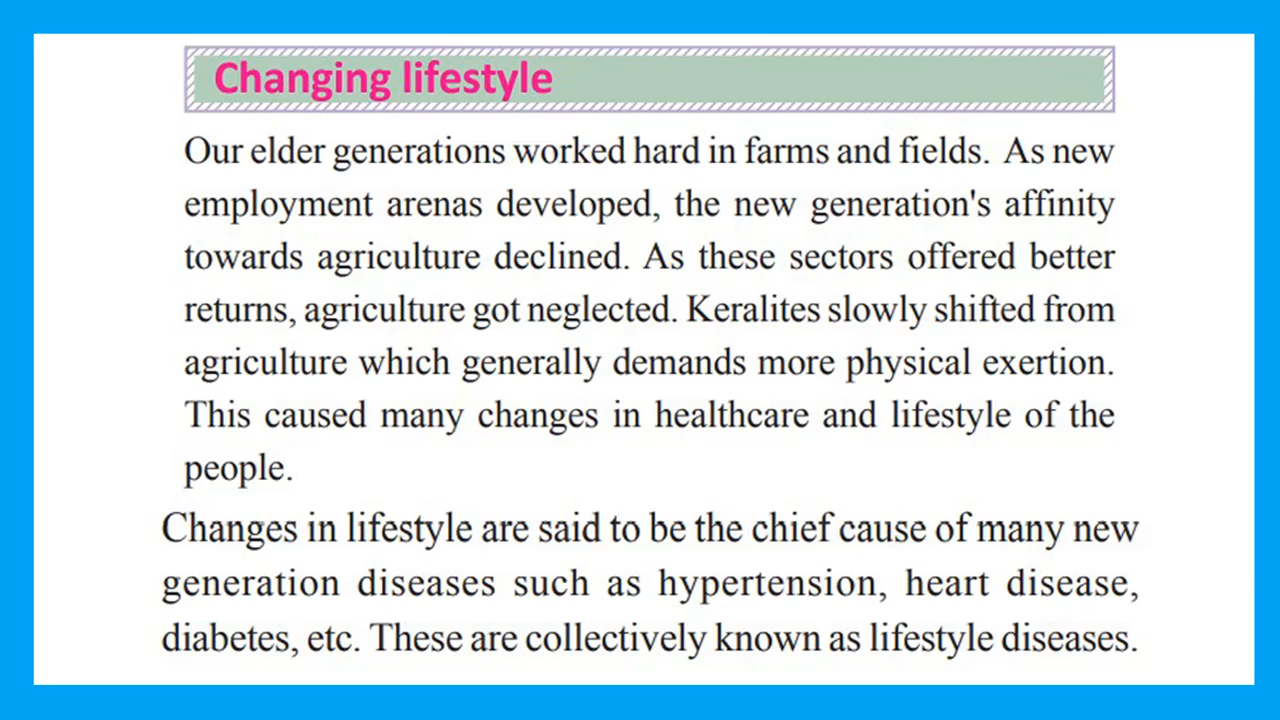 Changing lifestyle
Our elder generations worked hard in farms and fields. As new
employment arenas developed, the new generation's affinity
towards agriculture declined. As these sectors offered better
returns, agriculture got neglected. Keralites slowly shifted from
agriculture which generally demands more physical exertion.
This caused many changes in healthcare and lifestyle of the
people.
Changes in lifestyle are said to be the chief cause of many new
generation diseases such as hypertension, heart disease,
diabetes, etc. These are collectively known as lifestyle diseases.